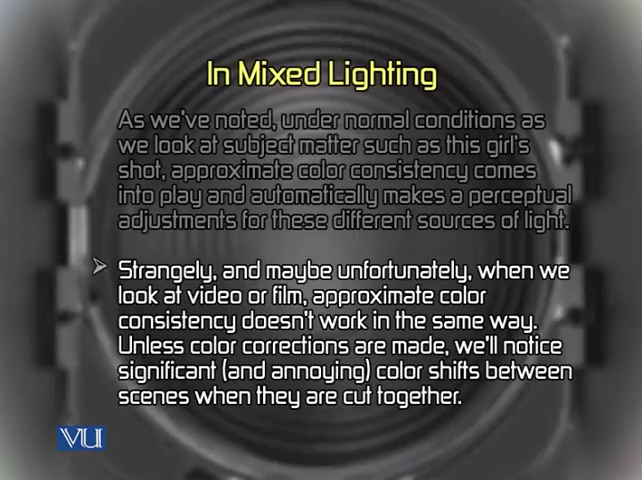 In Mixed Lighting
As we've noted, under normal conditions as
we look at subject matter such as this girl's
shot, approximate color consistency comes
into play and automatically makes a perceptual
adjustments for these different sources of light.
Strangely, and maybe unfortunately, when we
look at video or film, approximate color
consistency doesn't work in the same way.
Unless color corrections are made, we'll notice
significant (and annoying) color shifts between
scenes when they are cut together.
VU